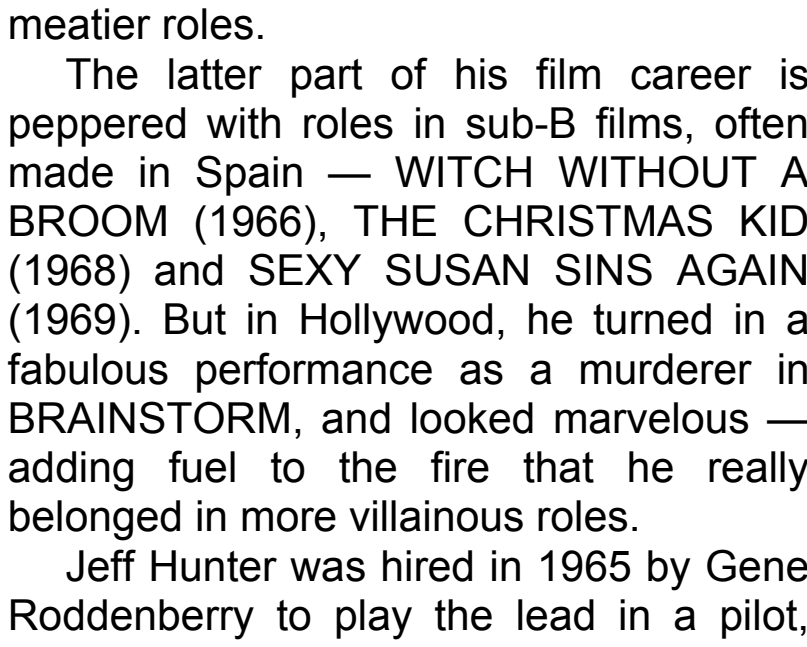 meatier roles.
The latter part of his film career is
peppered with roles in sub-B films, often
made in Spain — WITCH WITHOUT A
BROOM (1966), THE CHRISTMAS KID
(1968) and SEXY SUSAN SINS AGAIN
(1969). But in Hollywood, he turned in a
fabulous performance as a murderer in
BRAINSTORM, and looked marvelous —
adding fuel to the fire that he really
belonged in more villainous roles.
Jeff Hunter was hired in 1965 by Gene
Roddenberry to play the lead in a pilot,